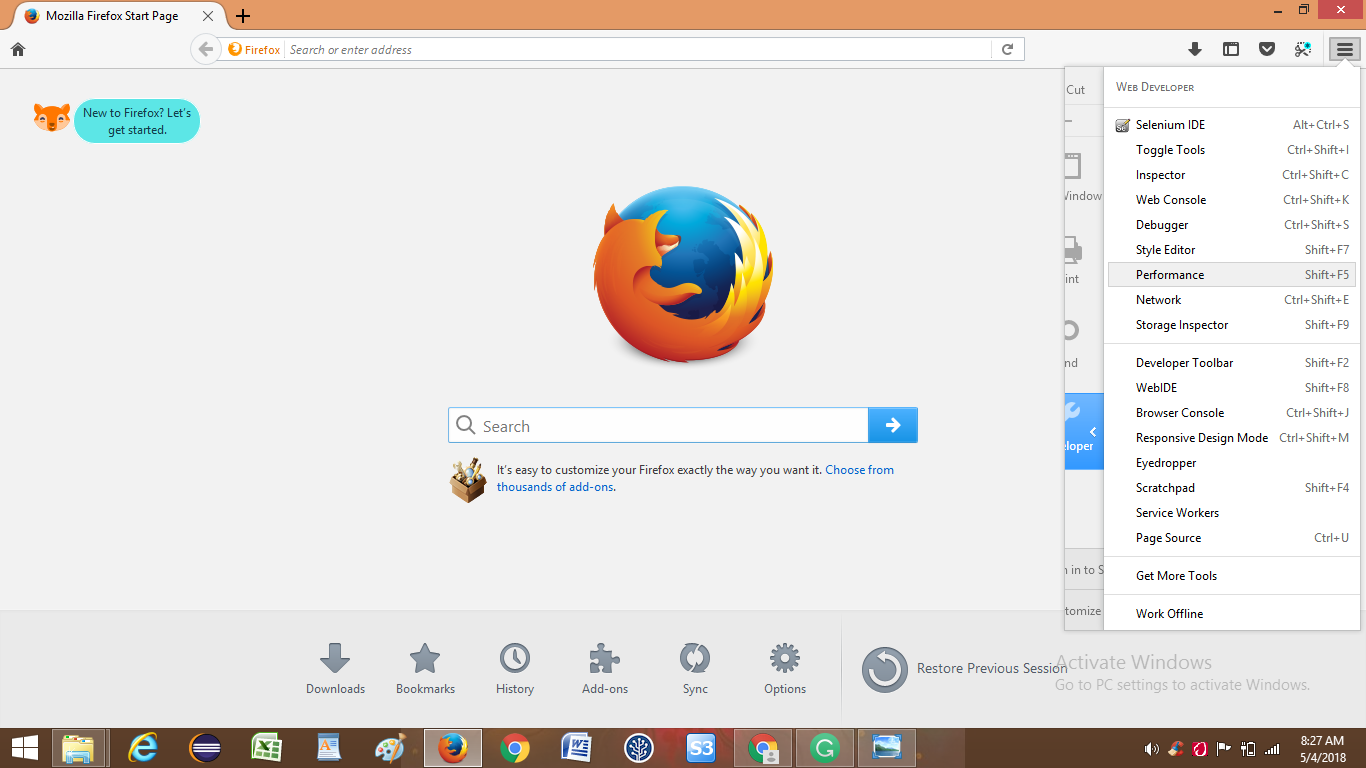 Mozilla Firefox Start Page
Firefox
Search or enter address
New to Firefox? Let's
get started.
Search
It's easy to customize your Firefox exactly the way you want it. Choose from
thousands of add-ons.
Cut
Window
int
nd
eloper
n in to S
tomize
WEB DEVELOPER
Selenium IDE Alt+Ctrl+S
Toggle Tools Ctrl+Shift+I
Inspector Ctrl+Shift+C
Web Console Ctrl+Shift+K
Debugger Ctrl+Shift+S
Style Editor Shift+F7
Performance Shift+F5
Network Ctrl+Shift+E
Storage Inspector Shift+F9
Developer Toolbar Shift+F2
WebIDE Shift+F8
Browser Console Ctrl+Shift+J
Responsive Design Mode Ctrl+Shift+M
Eyedropper
Scratchpad Shift+F4
Service Workers
Page Source Ctrl+U
Get More Tools
Work Offline
Downloads
Bookmarks
History
Add-ons
Sync
Options
Restore Previous Session
Activate Windows
Go to PC settings to activate Windows.
S3
8:27 AM
5/4/2018